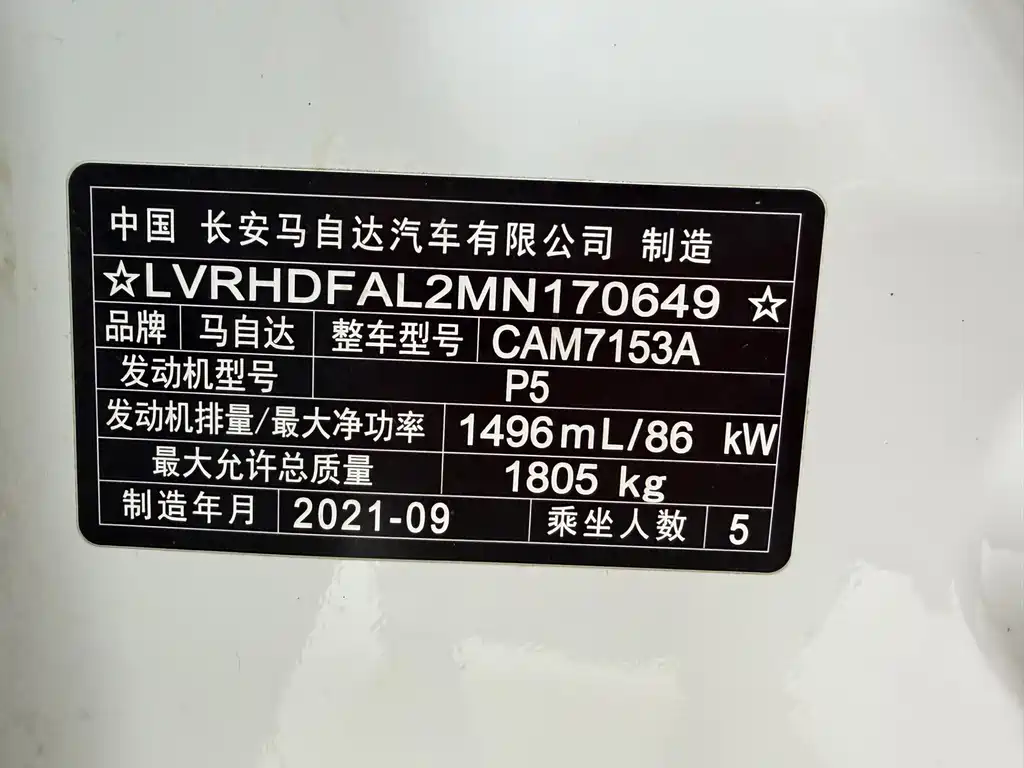 中国 长安马自达汽车有限公司 制造
☆LVRHDFAL2MN170649☆
品牌 马自达 整车型号 CAM7153A
发动机型号 P5
发动机排量/最大净功率 1496mL/86 kW
最大允许总质量 1805 kg
制造年月 2021-09 乘坐人数 5